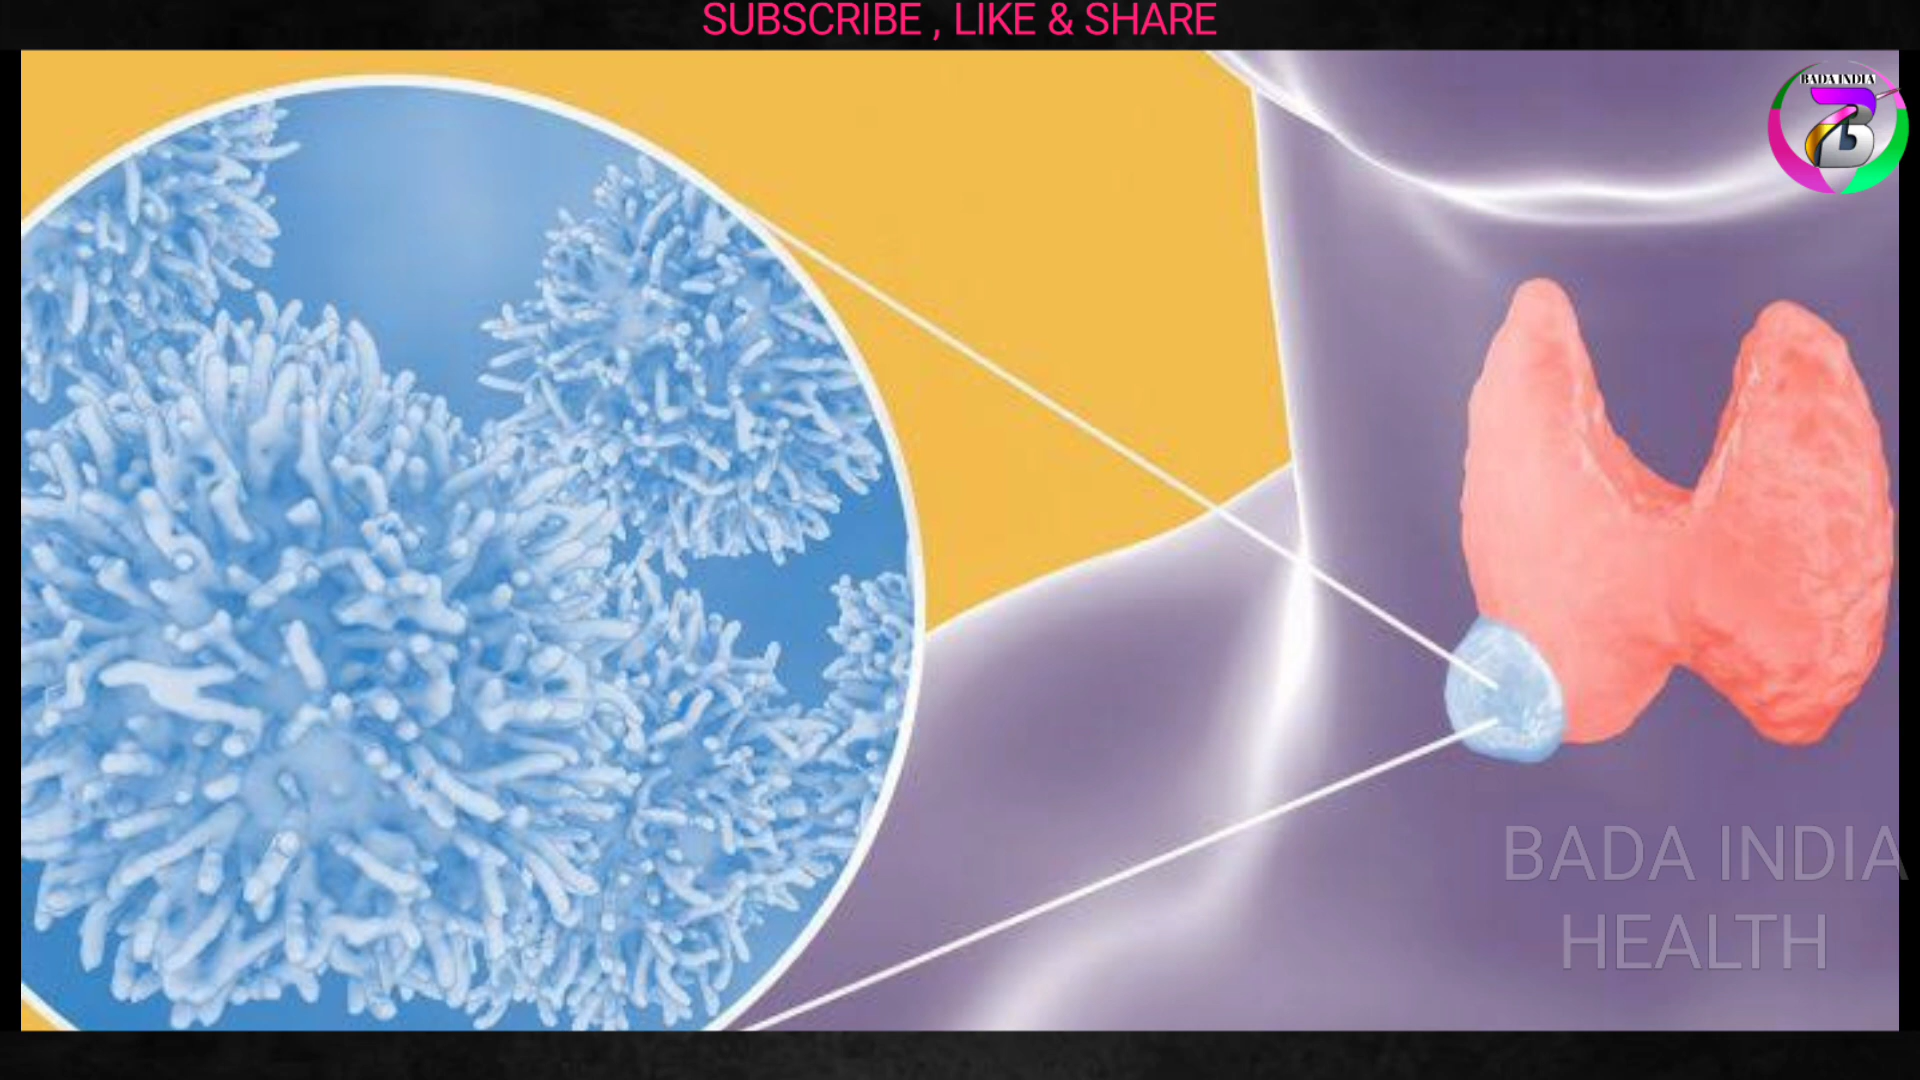 SUBSCRIBE , LIKE & SHARE
BADA INDIA
B
BADA INDIA
HEALTH